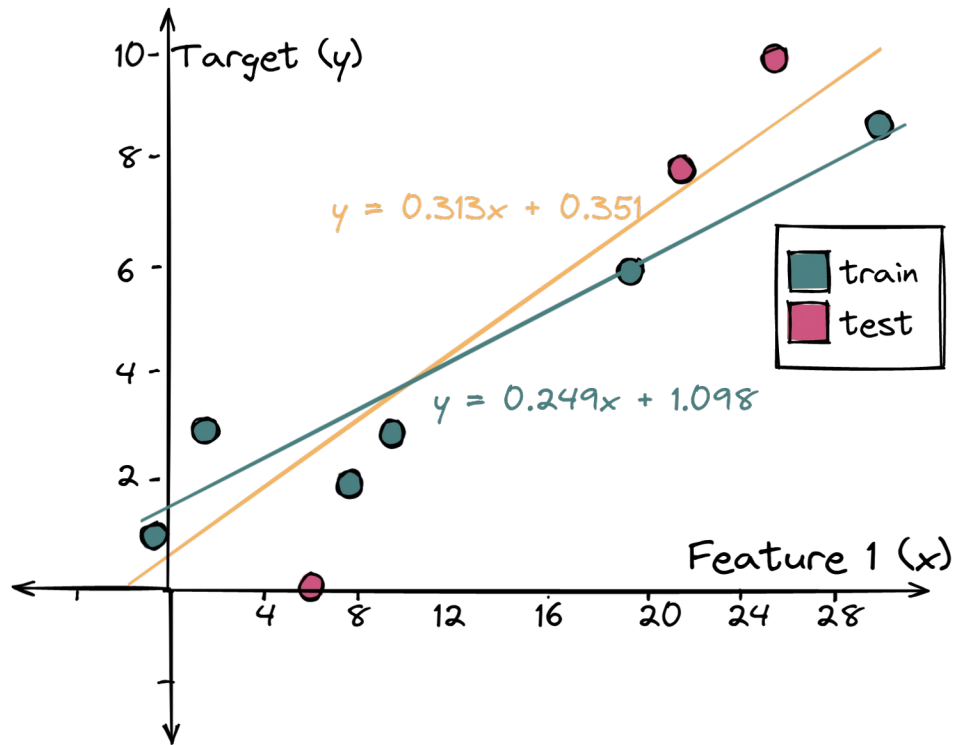 Target (y)
10
8
6
4
2
y = 0.313x + 0.351
train
test
y = 0.249x + 1.098
Feature 1 (x)
4 8 12 16 20 24 28